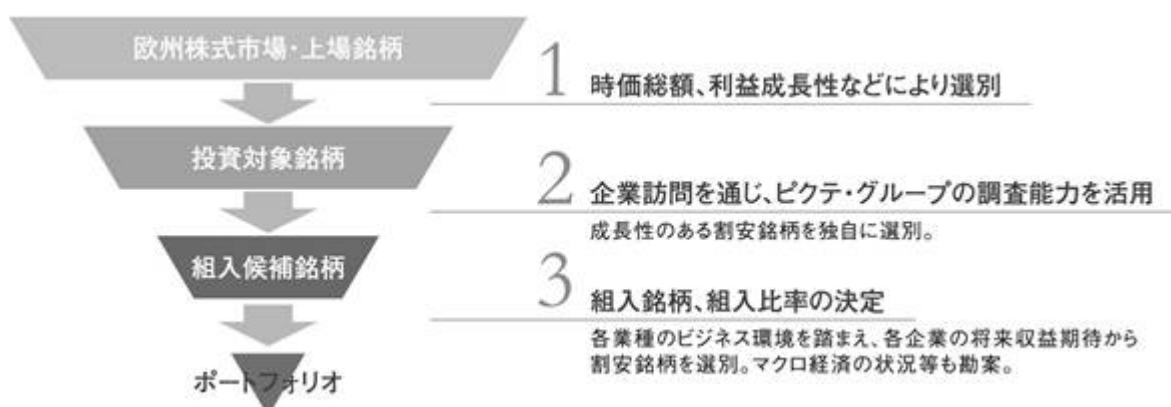 欧州株式市場・上場銘柄
1
時価総額、利益成長性などにより選別
投資対象銘柄
2
企業訪問を通じ、ピクテ・グループの調査能力を活用
成長性のある割安銘柄を独自に選別。
組入候補銘柄
3
組入銘柄、組入比率の決定
各業種のビジネス環境を踏まえ、各企業の将来収益期待から
割安銘柄を選別。マクロ経済の状況等も勘案。
ポートフォリオ